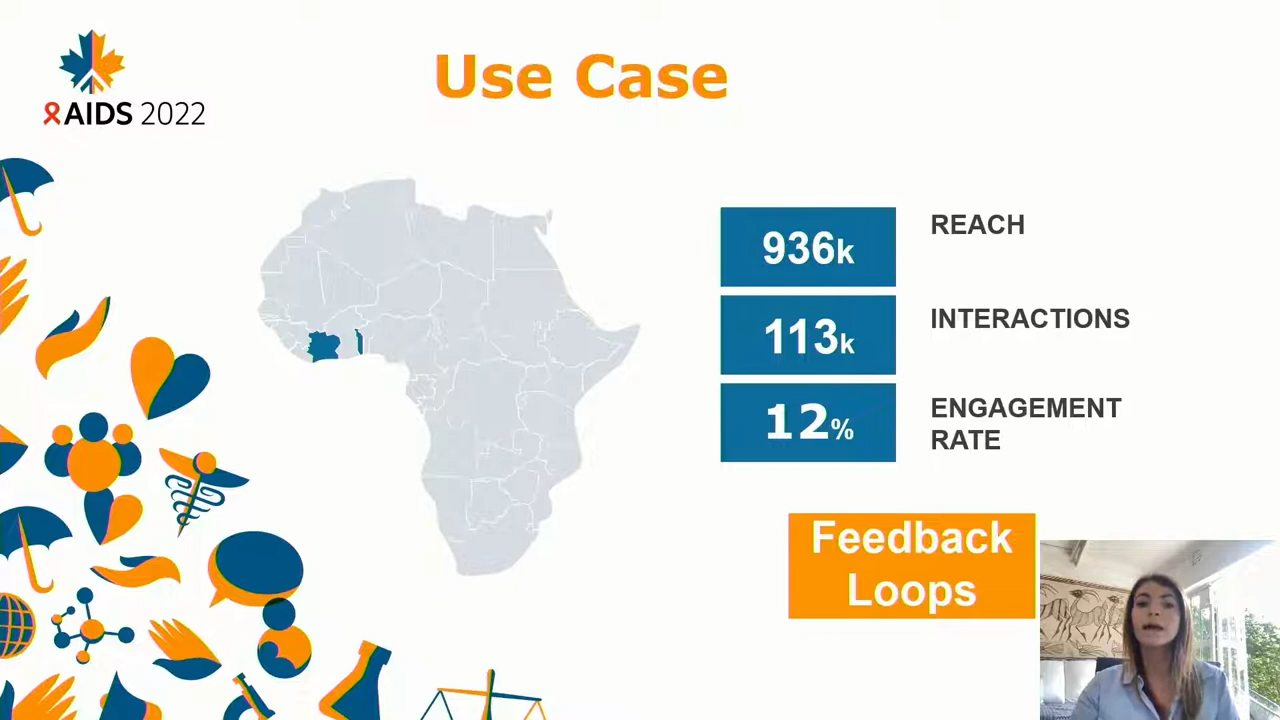 Use Case
AIDS 2022
936k
REACH
113k
INTERACTIONS
12%
ENGAGEMENT
RATE
Feedback
Loops